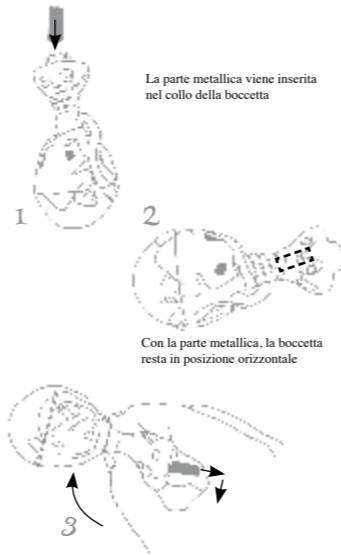 La parte metallica viene inserita
nel collo della boccetta
1
2
Con la parte metallica, la boccetta
resta in posizione orizzontale
3